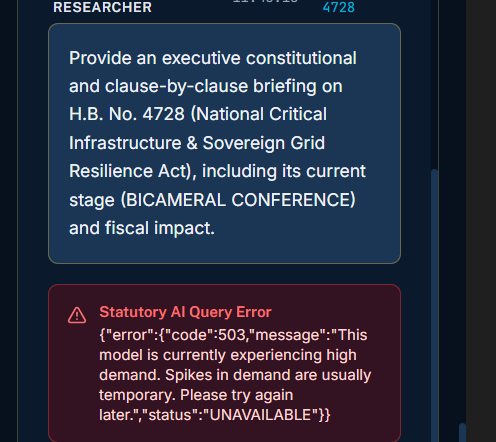 RESEARCHER
4728
Provide an executive constitutional
and clause-by-clause briefing on
H.B. No. 4728 (National Critical
Infrastructure & Sovereign Grid
Resilience Act), including its current
stage (BICAMERAL CONFERENCE)
and fiscal impact.
Statutory AI Query Error
{"error":{"code":503,"message":"This
model is currently experiencing high
demand. Spikes in demand are usually
temporary. Please try again
later.","status":"UNAVAILABLE"}}